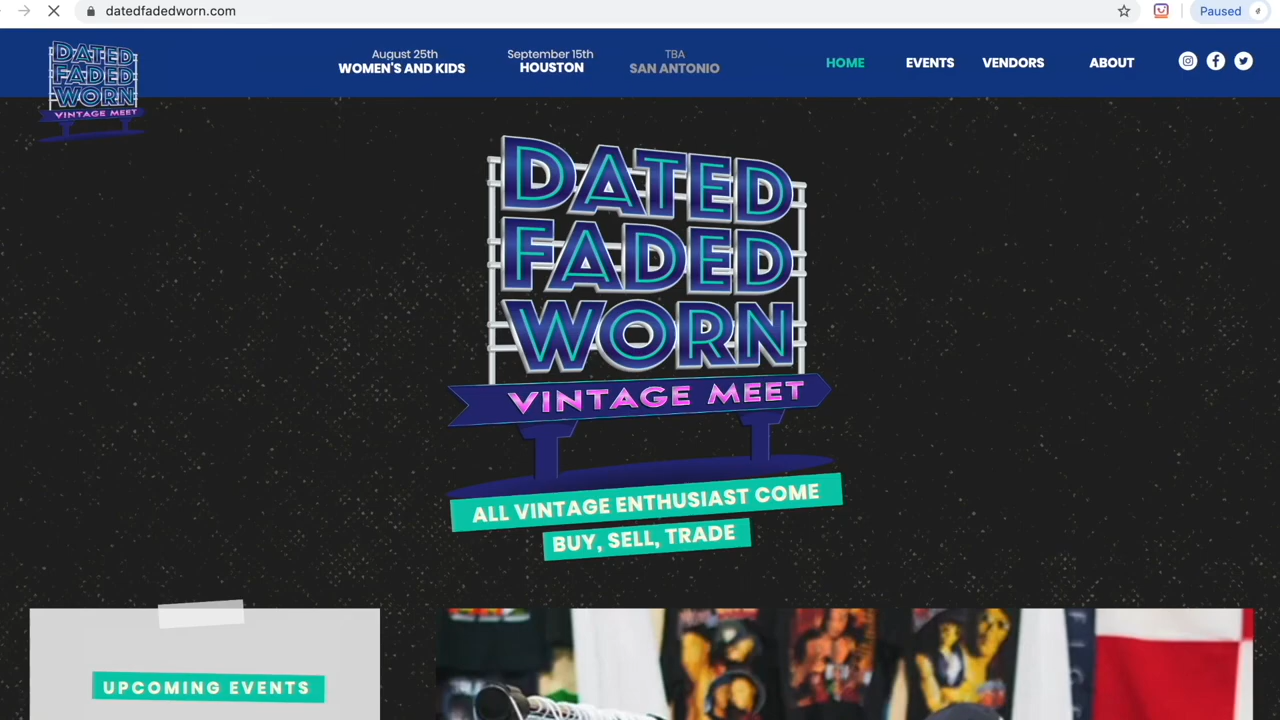 datedfadedworn.com
Paused
DATED
FADED
WORN
VINTAGE MEET
August 25th
WOMEN'S AND KIDS
September 15th
HOUSTON
TBA
SAN ANTONIO
HOME
EVENTS
VENDORS
ABOUT
DATED
FADED
WORN
VINTAGE MEET
ALL VINTAGE ENTHUSIAST COME
BUY, SELL, TRADE
UPCOMING EVENTS